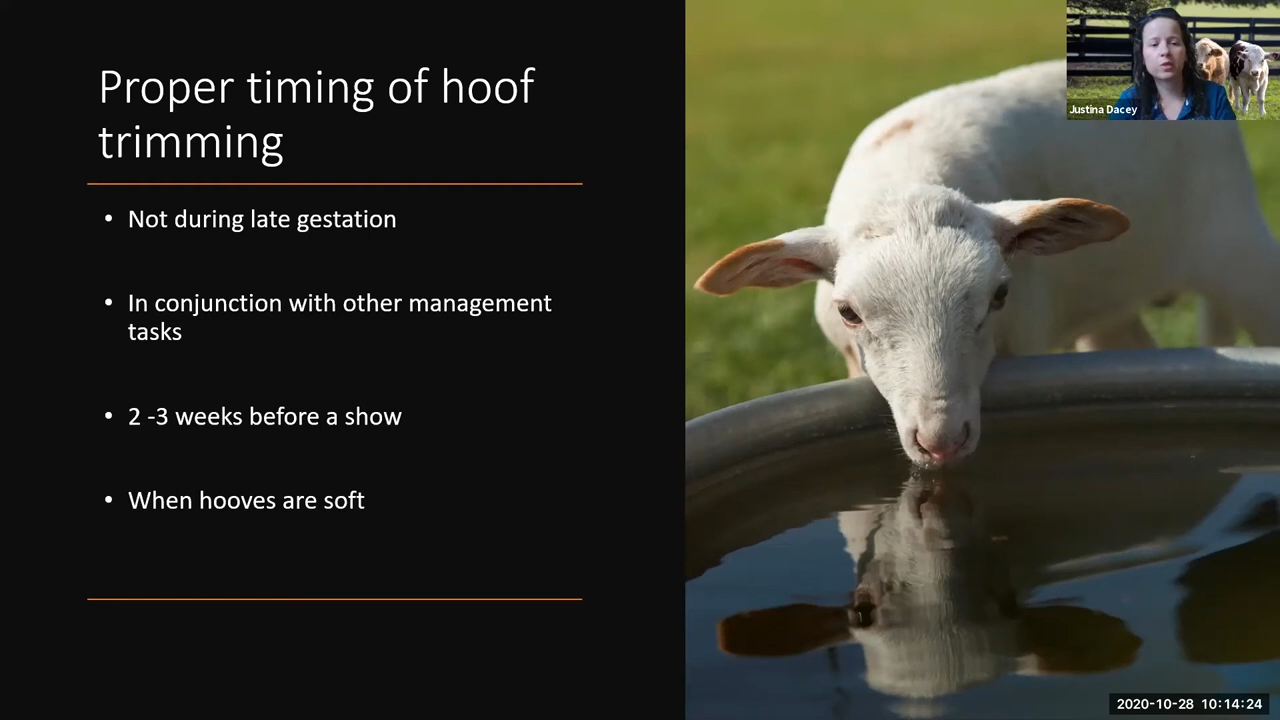 Proper timing of hoof
trimming
• Not during late gestation
• In conjunction with other management
tasks
• 2 -3 weeks before a show
• When hooves are soft
Justina Dacey
2020-10-28 10:14:24